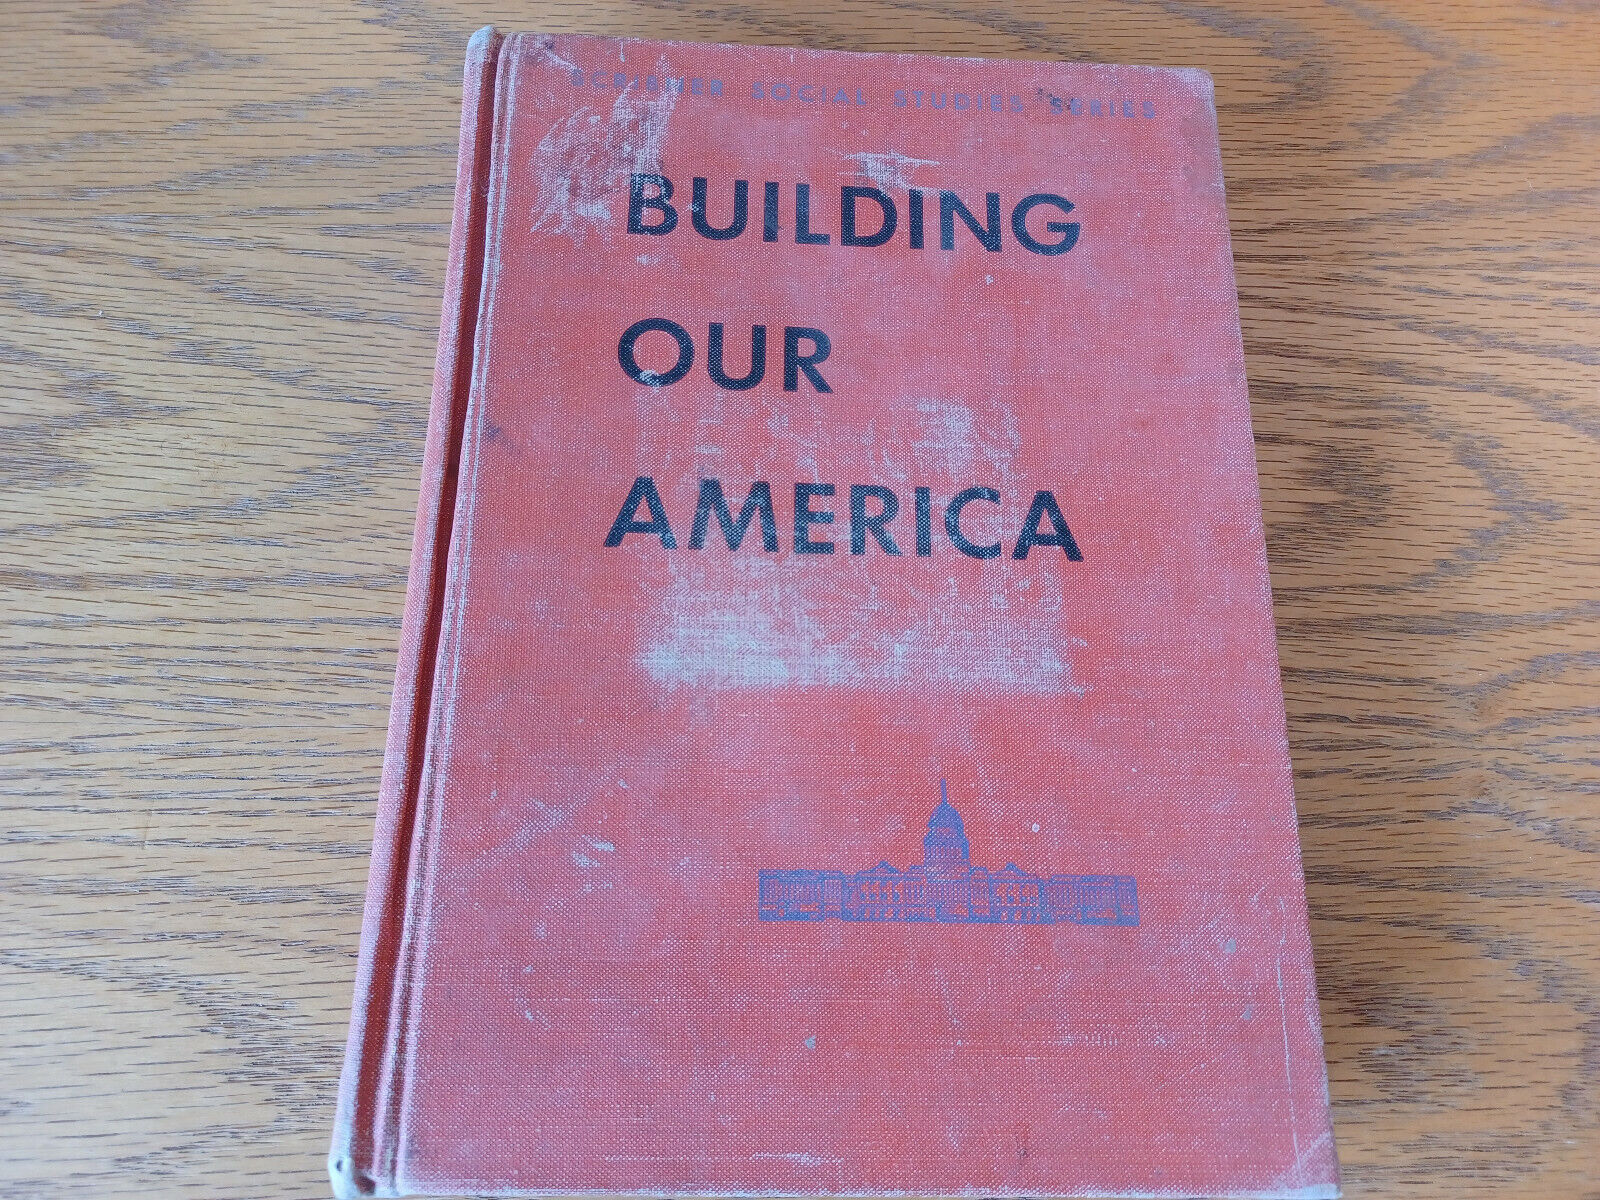 SCRIBNER SOCIAL STUDIES SERIES
BUILDING
OUR
AMERICA